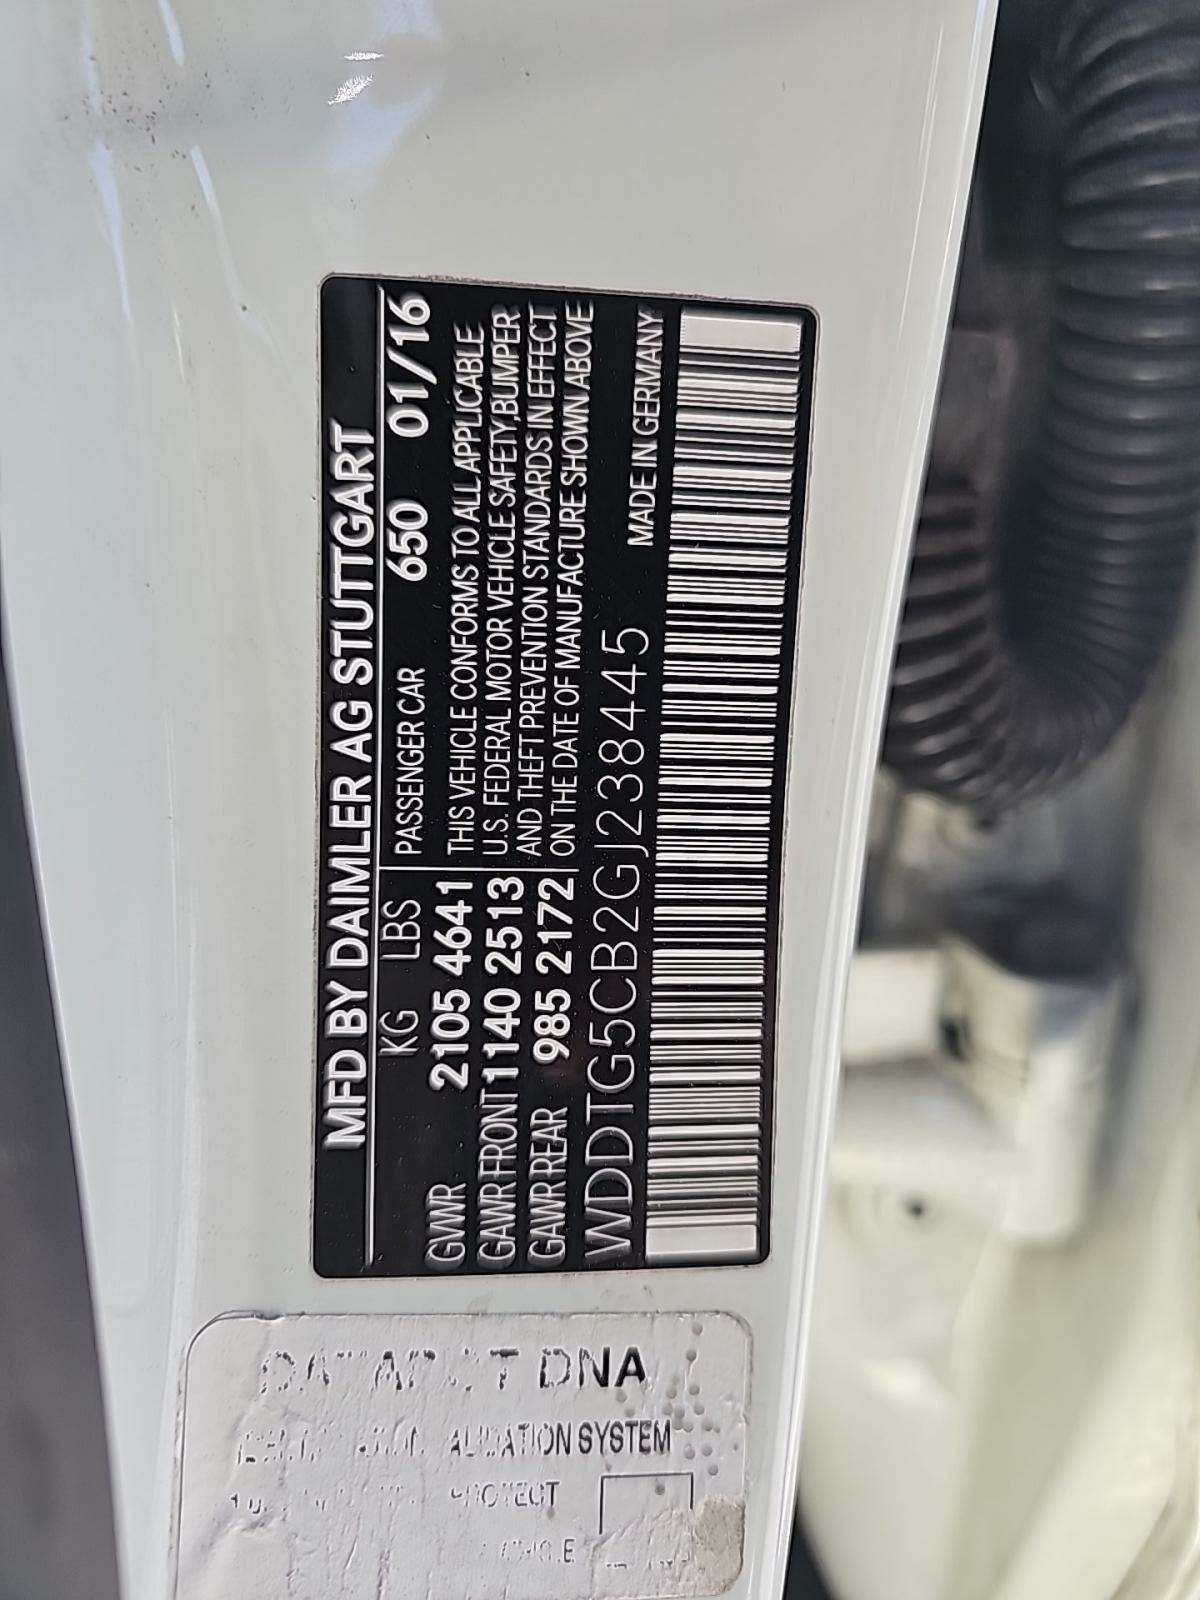 MFD BY DAIMLER AG STUTTGART
KG LBS PASSENGER CAR 650 01/16
GVWR 2105 4641 THIS VEHICLE CONFORMS TO ALL APPLICABLE
GAWR FRONT 1140 2513 U.S. FEDERAL MOTOR VEHICLE SAFETY, BUMPER
GAWR REAR 985 2172 AND THEFT PREVENTION STANDARDS IN EFFECT
ON THE DATE OF MANUFACTURE SHOWN ABOVE
WDDTG5CB2GJ238445 MADE IN GERMANY
DNA
SYSTEM
PROTECT